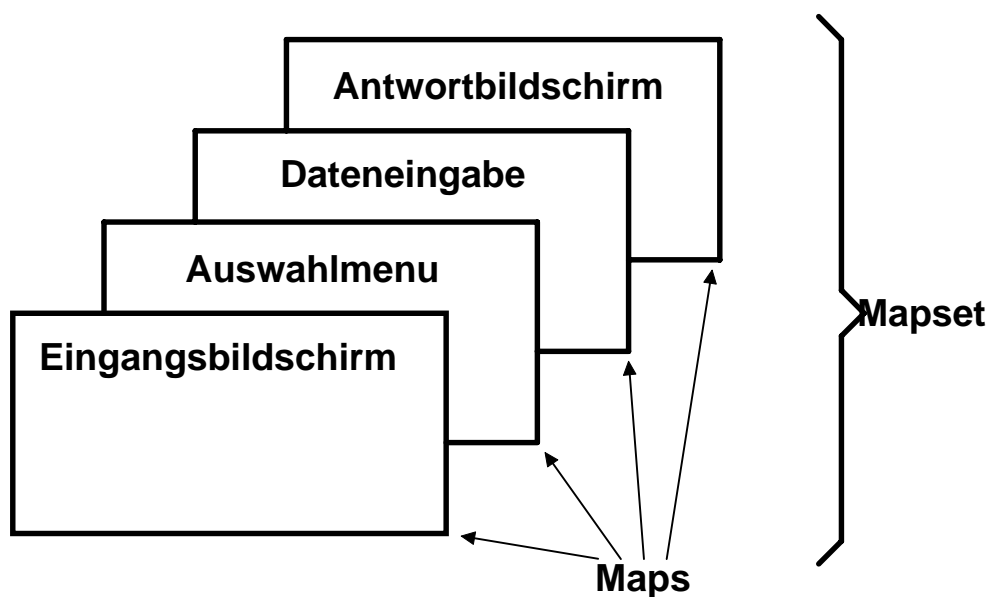 Antwortbildschirm
Dateneingabe
Auswahlmenu
Eingangsbildschirm
Mapset
Maps